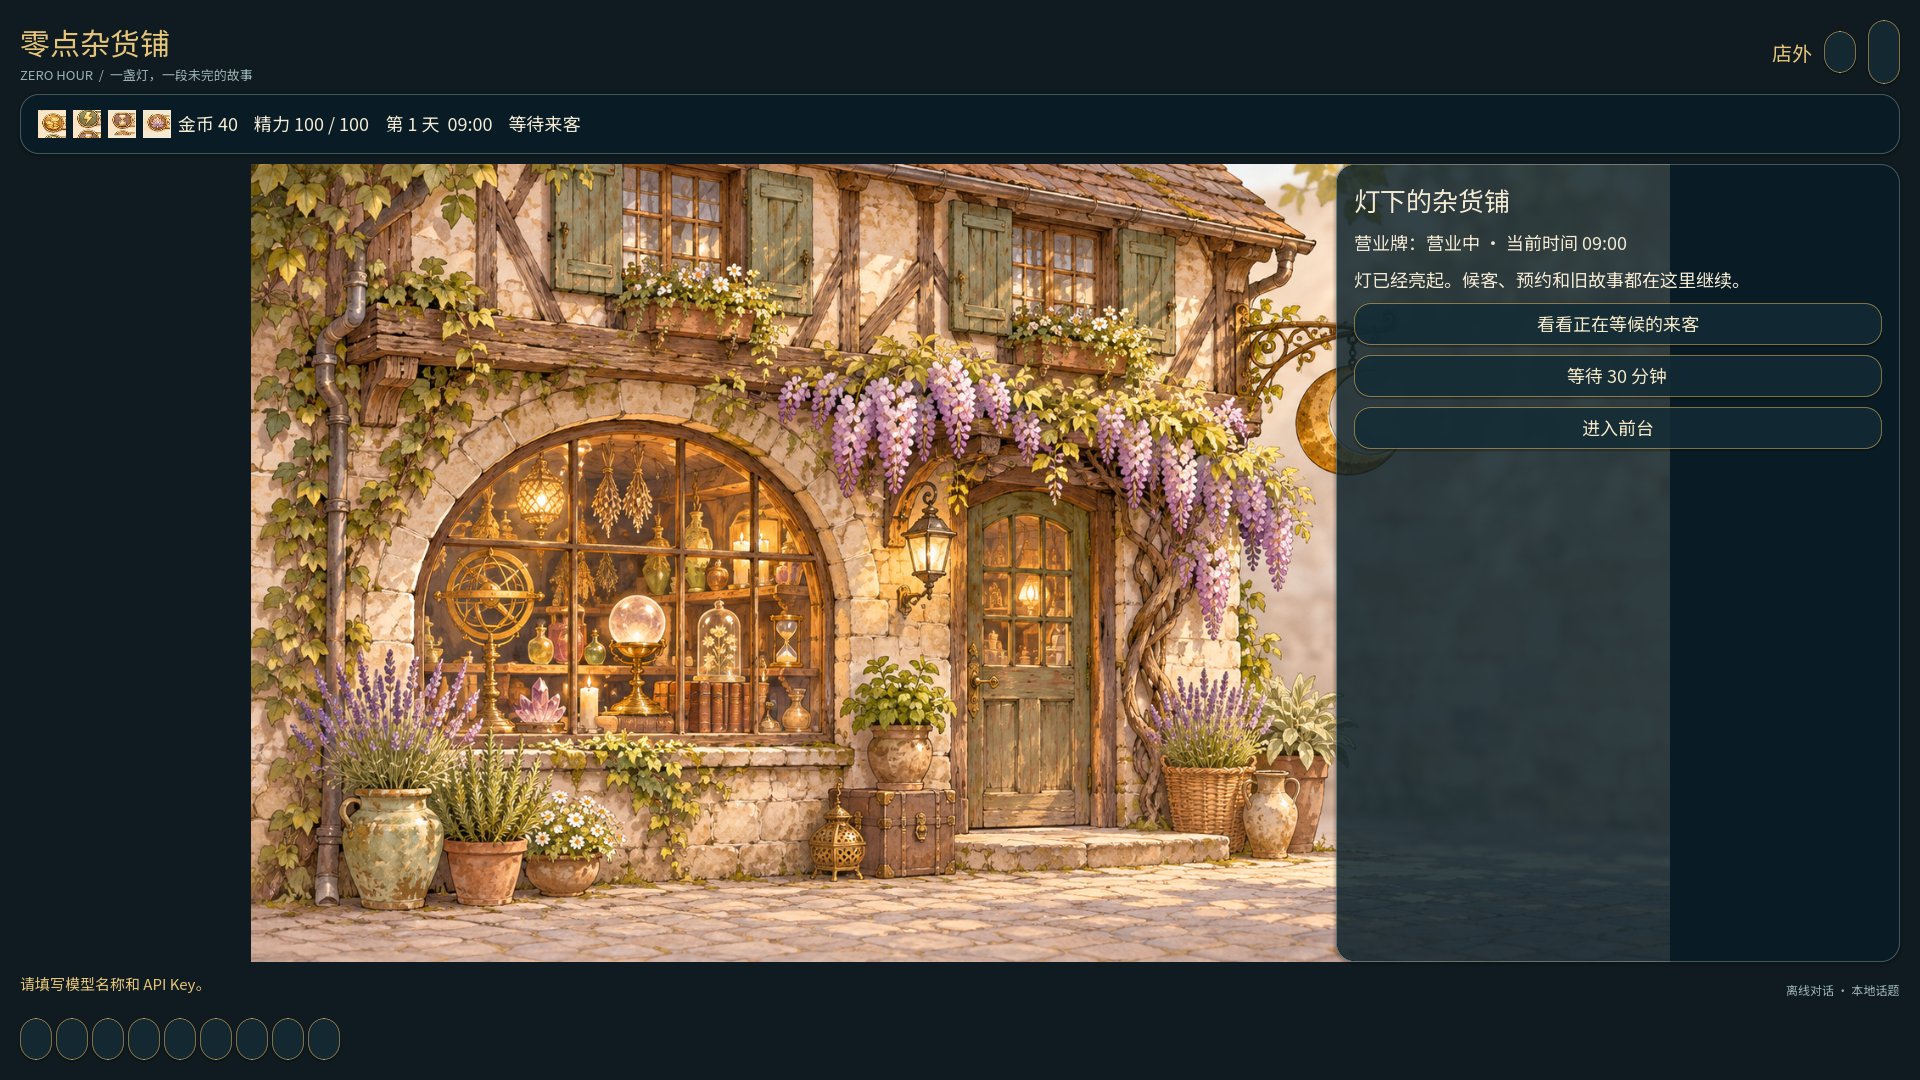 零点杂货铺
ZERO HOUR / 一盏灯，一段未完的故事
店外
金币 40 精力 100 / 100 第 1 天 09:00 等待来客
灯下的杂货铺
营业牌：营业中 · 当前时间 09:00
灯已经亮起。候客、预约和旧故事都在这里继续。
看看正在等候的来客
等待 30 分钟
进入前台
请填写模型名称和 API Key。
离线对话 · 本地话题